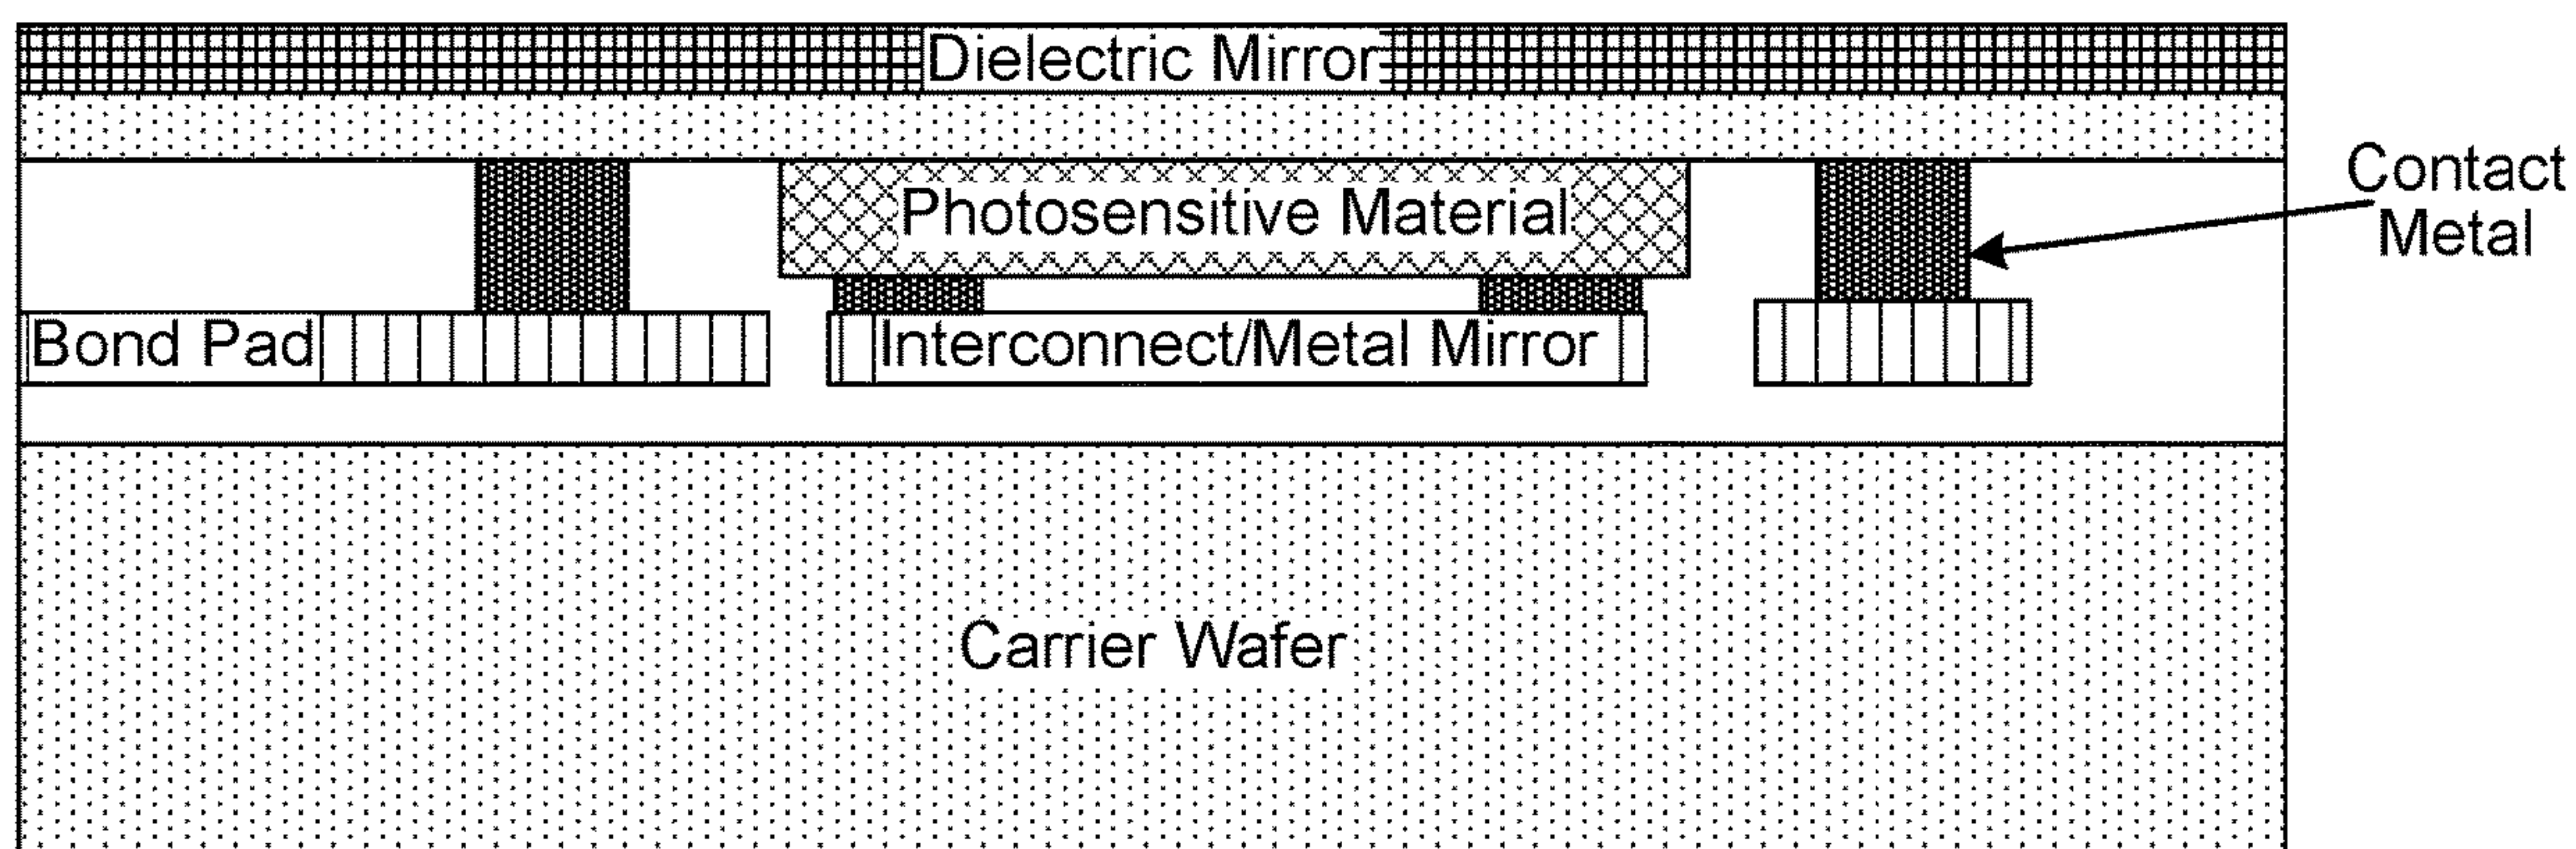 Dielectric Mirror
Contact
Metal
Photosensitive Material
Bond Pad
Interconnect/Metal Mirror
Carrier Wafer